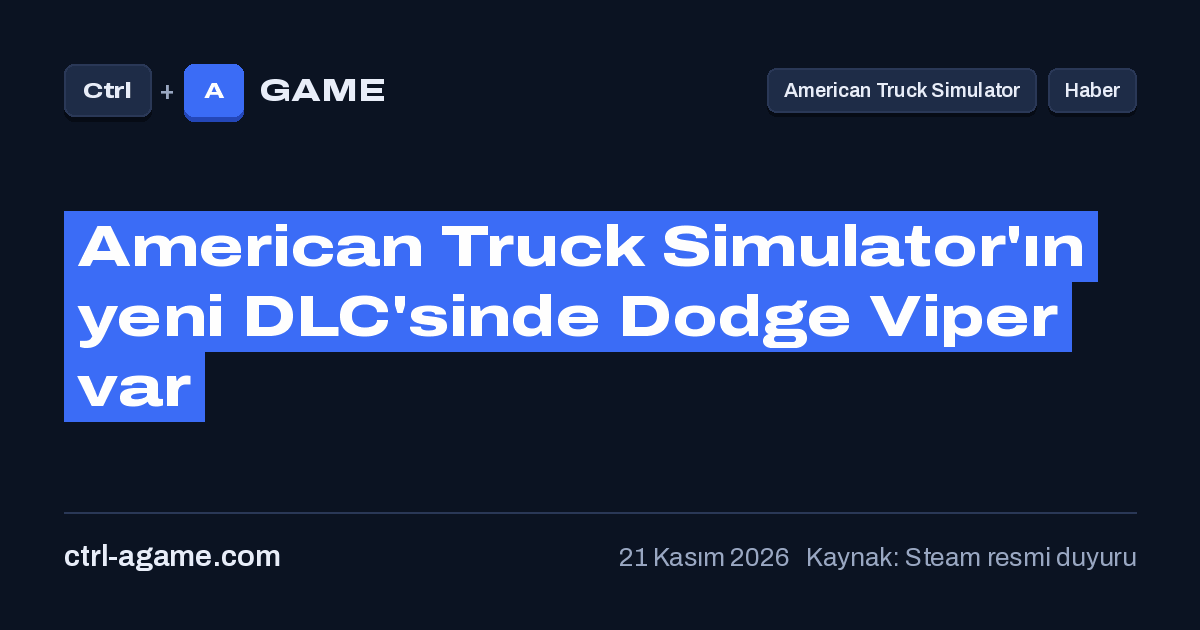 Ctrl + A GAME
American Truck Simulator
Haber
American Truck Simulator'ın
yeni DLC'sinde Dodge Viper
var
ctrl-agame.com
21 Kasım 2026 Kaynak: Steam resmi duyuru